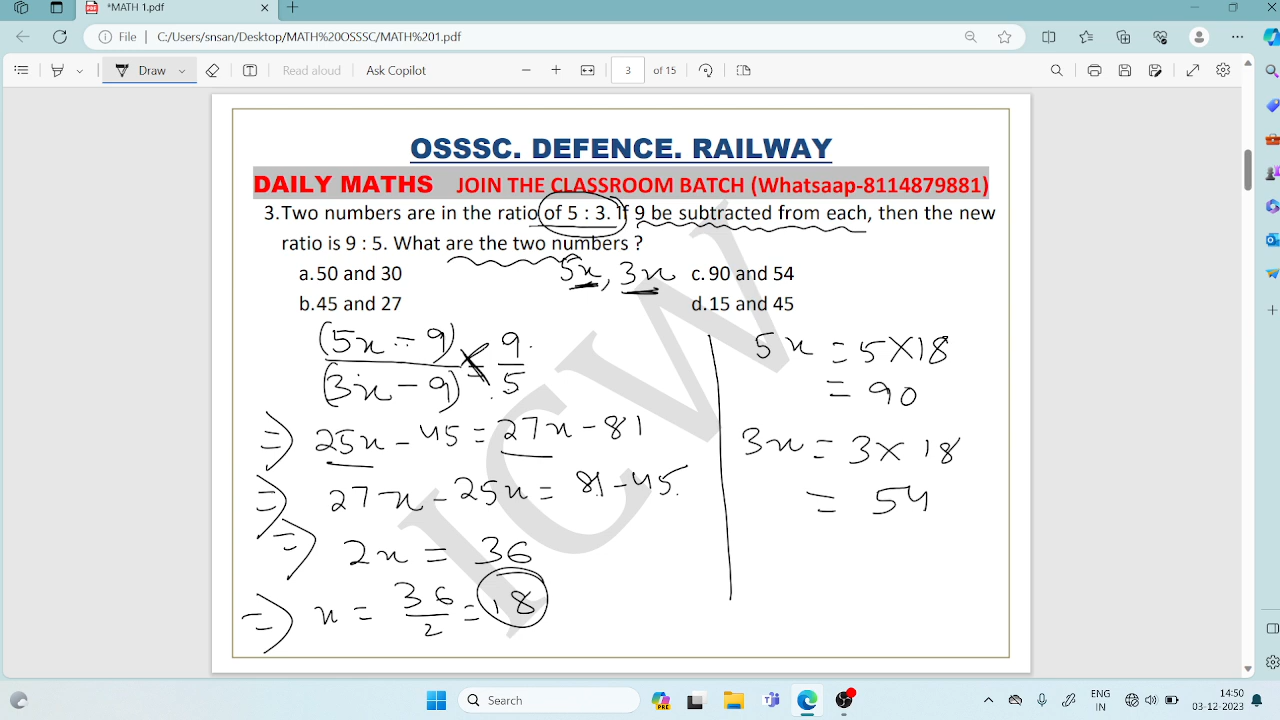 *MATH 1.pdf
File C:/Users/snsan/Desktop/MATH%20OSSSC/MATH%201.pdf
Draw Read aloud Ask Copilot 3 of 15
OSSSC. DEFENCE. RAILWAY
DAILY MATHS JOIN THE CLASSROOM BATCH (Whatsaap-8114879881)
3.Two numbers are in the ratio of 5 : 3. If 9 be subtracted from each, then the new
ratio is 9 : 5. What are the two numbers ?
a. 50 and 30 5x, 3x c. 90 and 54
b. 45 and 27 d. 15 and 45
(5x - 9) / (3x - 9) = 9 / 5
=> 25x - 45 = 27x - 81
=> 27x - 25x = 81 - 45
=> 2x = 36
=> x = 36 / 2 = 18
5x = 5 X 18
= 90
3x = 3 X 18
= 54
ICW
Search PRE ENG IN 14:50 03-12-2023